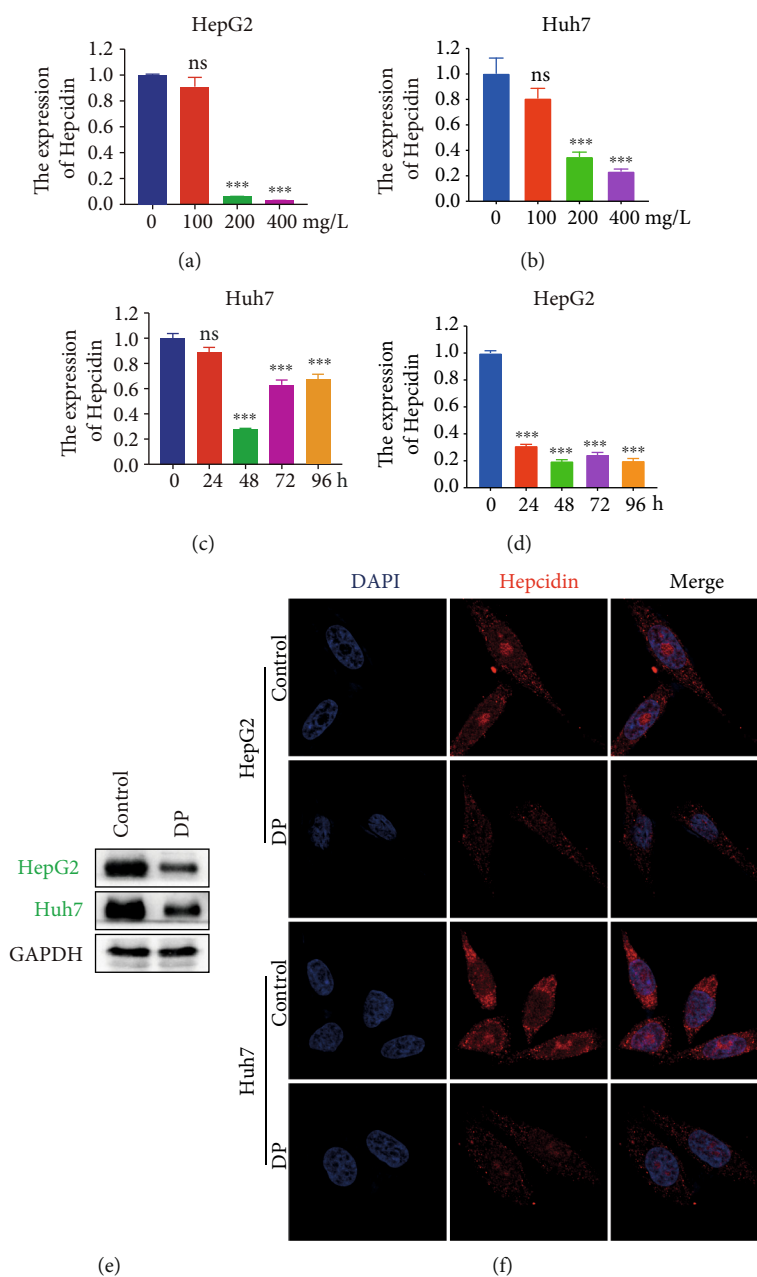 HepG2
The expression
of Hepcidin
1.2
1.0
0.8
0.6
0.4
0.2
0.0
ns
***
***
0 100 200 400 mg/L
(a)
Huh7
The expression
of Hepcidin
1.2
1.0
0.8
0.6
0.4
0.2
0.0
ns
***
***
0 100 200 400 mg/L
(b)
Huh7
The expression
of Hepcidin
1.2
1.0
0.8
0.6
0.4
0.2
0.0
ns
***
***
***
0 24 48 72 96 h
(c)
HepG2
The expression
of Hepcidin
1.2
1.0
0.8
0.6
0.4
0.2
0.0
***
***
***
***
0 24 48 72 96 h
(d)
Control DP
HepG2
Huh7
GAPDH
(e)
DAPI Hepcidin Merge
HepG2
Control
DP
Huh7
Control
DP
(f)